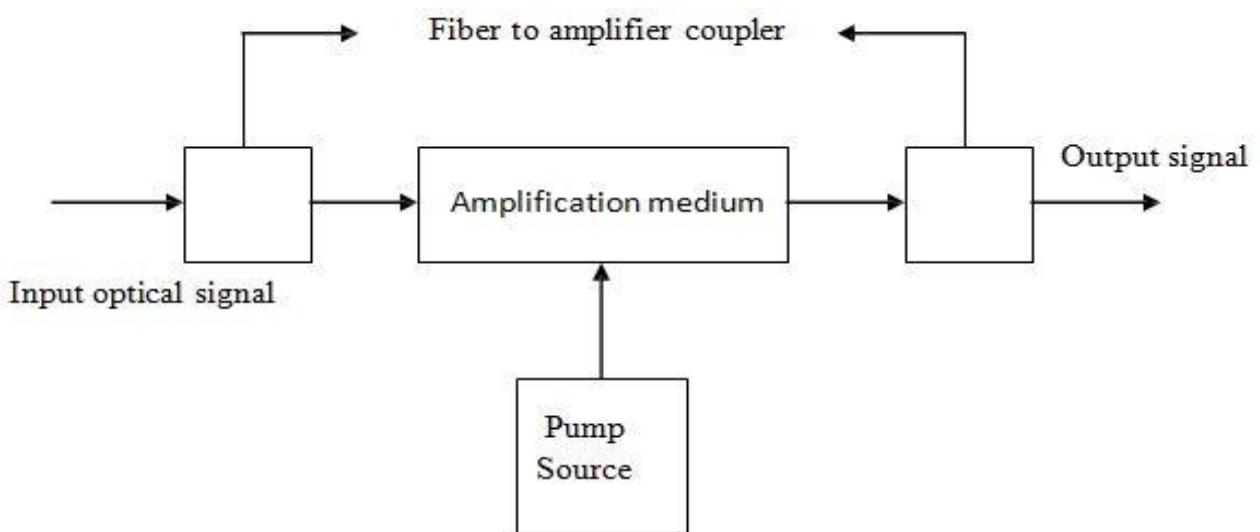 Fiber to amplifier coupler
Output signal
Amplification medium
Input optical signal
Pump
Source